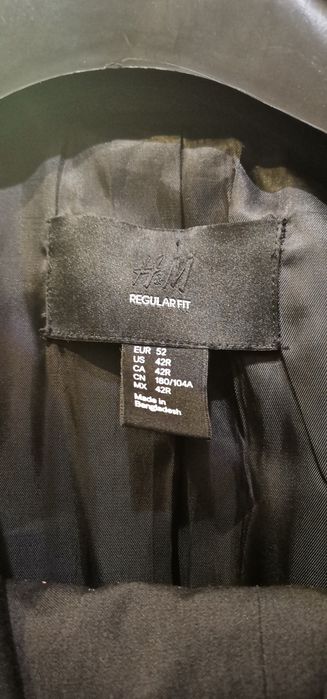 H&M
REGULAR FIT
EUR 52
US 42R
CA 42R
CN 180/104A
MX 42R
Made in
Bangladesh